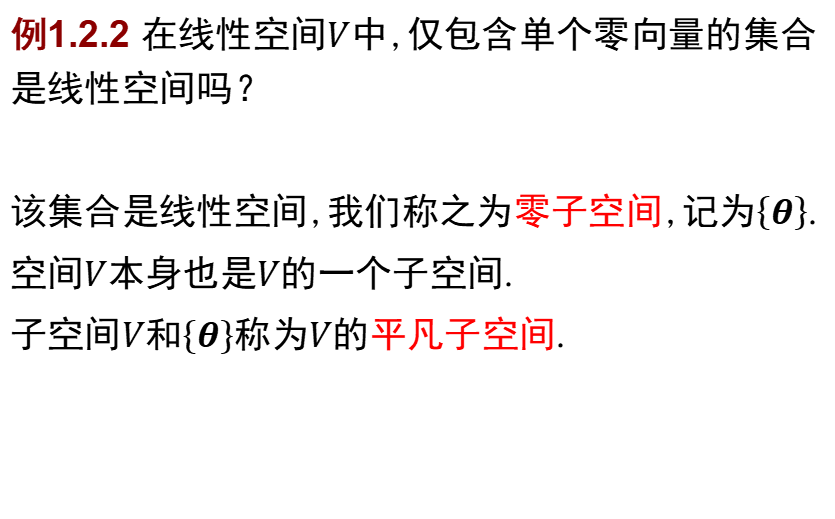 例1.2.2 在线性空间V中,仅包含单个零向量的集合
是线性空间吗？
该集合是线性空间,我们称之为零子空间,记为{θ}.
空间V本身也是V的一个子空间.
子空间V和{θ}称为V的平凡子空间.